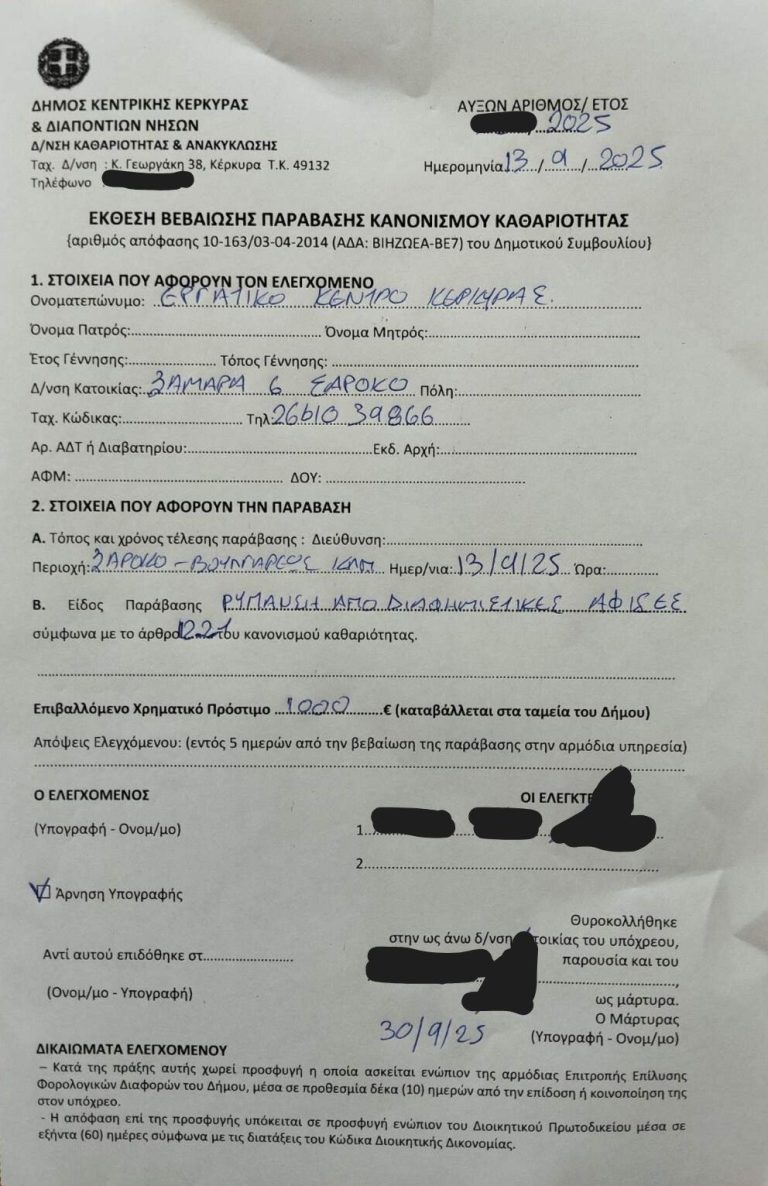 ΔΗΜΟΣ ΚΕΝΤΡΙΚΗΣ ΚΕΡΚΥΡΑΣ
& ΔΙΑΠΟΝΤΙΩΝ ΝΗΣΩΝ
Δ/ΝΣΗ ΚΑΘΑΡΙΟΤΗΤΑΣ & ΑΝΑΚΥΚΛΩΣΗΣ
Ταχ. Δ/νση : Κ. Γεωργάκη 38, Κέρκυρα Τ.Κ. 49132
Τηλέφωνο
ΑΥΞΩΝ ΑΡΙΘΜΟΣ/ ΕΤΟΣ
/2025
Ημερομηνία 13/9/2025
ΕΚΘΕΣΗ ΒΕΒΑΙΩΣΗΣ ΠΑΡΑΒΑΣΗΣ ΚΑΝΟΝΙΣΜΟΥ ΚΑΘΑΡΙΟΤΗΤΑΣ
{αριθμός απόφασης 10-163/03-04-2014 (ΑΔΑ: ΒΙΗΖΩΕΑ-ΒΕ7) του Δημοτικού Συμβουλίου}
1. ΣΤΟΙΧΕΙΑ ΠΟΥ ΑΦΟΡΟΥΝ ΤΟΝ ΕΛΕΓΧΟΜΕΝΟ
Ονοματεπώνυμο: ΕΡΓΑΤΙΚΟ ΚΕΝΤΡΟ ΚΕΡΚΥΡΑΣ.
Όνομα Πατρός: Όνομα Μητρός:
Έτος Γέννησης: Τόπος Γέννησης:
Δ/νση Κατοικίας: ΣΑΜΑΡΑ 6 ΣΑΡΟΚΟ Πόλη:
Ταχ. Κώδικας: Τηλ: 26610 39866
Αρ. ΑΔΤ ή Διαβατηρίου: Εκδ. Αρχή:
ΑΦΜ: ΔΟΥ:
2. ΣΤΟΙΧΕΙΑ ΠΟΥ ΑΦΟΡΟΥΝ ΤΗΝ ΠΑΡΑΒΑΣΗ
Α. Τόπος και χρόνος τέλεσης παράβασης : Διεύθυνση:
Περιοχή: ΣΑΡΟΚΟ - ΒΟΥΛΓΑΡΕΩΣ Ημερ/νια: 13/9/25 Ώρα:
Β. Είδος Παράβασης ΡΥΠΑΝΣΗ ΑΠΟ ΔΙΑΦΗΜΙΣΤΙΚΕΣ ΑΦΙΣΕΣ
σύμφωνα με το άρθρο του κανονισμού καθαριότητας.
Επιβαλλόμενο Χρηματικό Πρόστιμο 1000 € (καταβάλλεται στα ταμεία του Δήμου)
Απόψεις Ελεγχόμενου: (εντός 5 ημερών από την βεβαίωση της παράβασης στην αρμόδια υπηρεσία)
Ο ΕΛΕΓΧΟΜΕΝΟΣ
(Υπογραφή - Ονομ/μο)
ΟΙ ΕΛΕΓΚΤΕ
1.
2.
Άρνηση Υπογραφής
Αντί αυτού επιδόθηκε στ
(Ονομ/μο - Υπογραφή)
Θυροκολλήθηκε
στην ως άνω δ/νση τοικίας του υπόχρεου,
παρουσία και του
,
ως μάρτυρα.
Ο Μάρτυρας
(Υπογραφή - Ονομ/μο)
30/9/25
ΔΙΚΑΙΩΜΑΤΑ ΕΛΕΓΧΟΜΕΝΟΥ
– Κατά της πράξης αυτής χωρεί προσφυγή η οποία ασκείται ενώπιον της αρμόδιας Επιτροπής Επίλυσης
Φορολογικών Διαφορών του Δήμου, μέσα σε προθεσμία δέκα (10) ημερών από την επίδοση ή κοινοποίηση της
στον υπόχρεο.
- Η απόφαση επί της προσφυγής υπόκειται σε προσφυγή ενώπιον του Διοικητικού Πρωτοδικείου μέσα σε
εξήντα (60) ημέρες σύμφωνα με τις διατάξεις του Κώδικα Διοικητικής Δικονομίας.